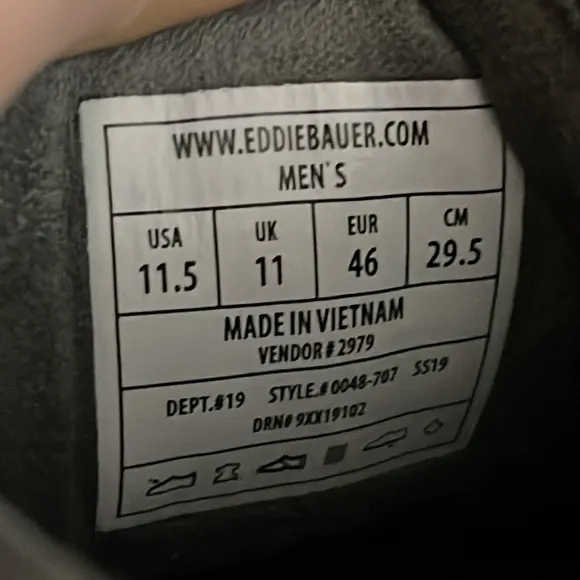 WWW.EDDIEBAUER.COM
MEN'S
USA UK EUR CM
11.5 11 46 29.5
MADE IN VIETNAM
VENDOR#2979
DEPT.#19 STYLE.#0048-707 SS19
DRN#9XX19102